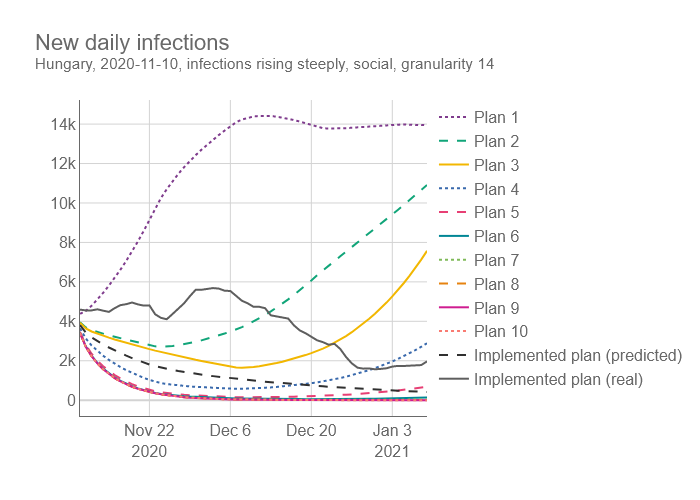 New daily infections
Hungary, 2020-11-10, infections rising steeply, social, granularity 14
14k
12k
10k
8k
6k
4k
2k
0
Nov 22
2020
Dec 6
Dec 20
Jan 3
2021
Plan 1
Plan 2
Plan 3
Plan 4
Plan 5
Plan 6
Plan 7
Plan 8
Plan 9
Plan 10
Implemented plan (predicted)
Implemented plan (real)